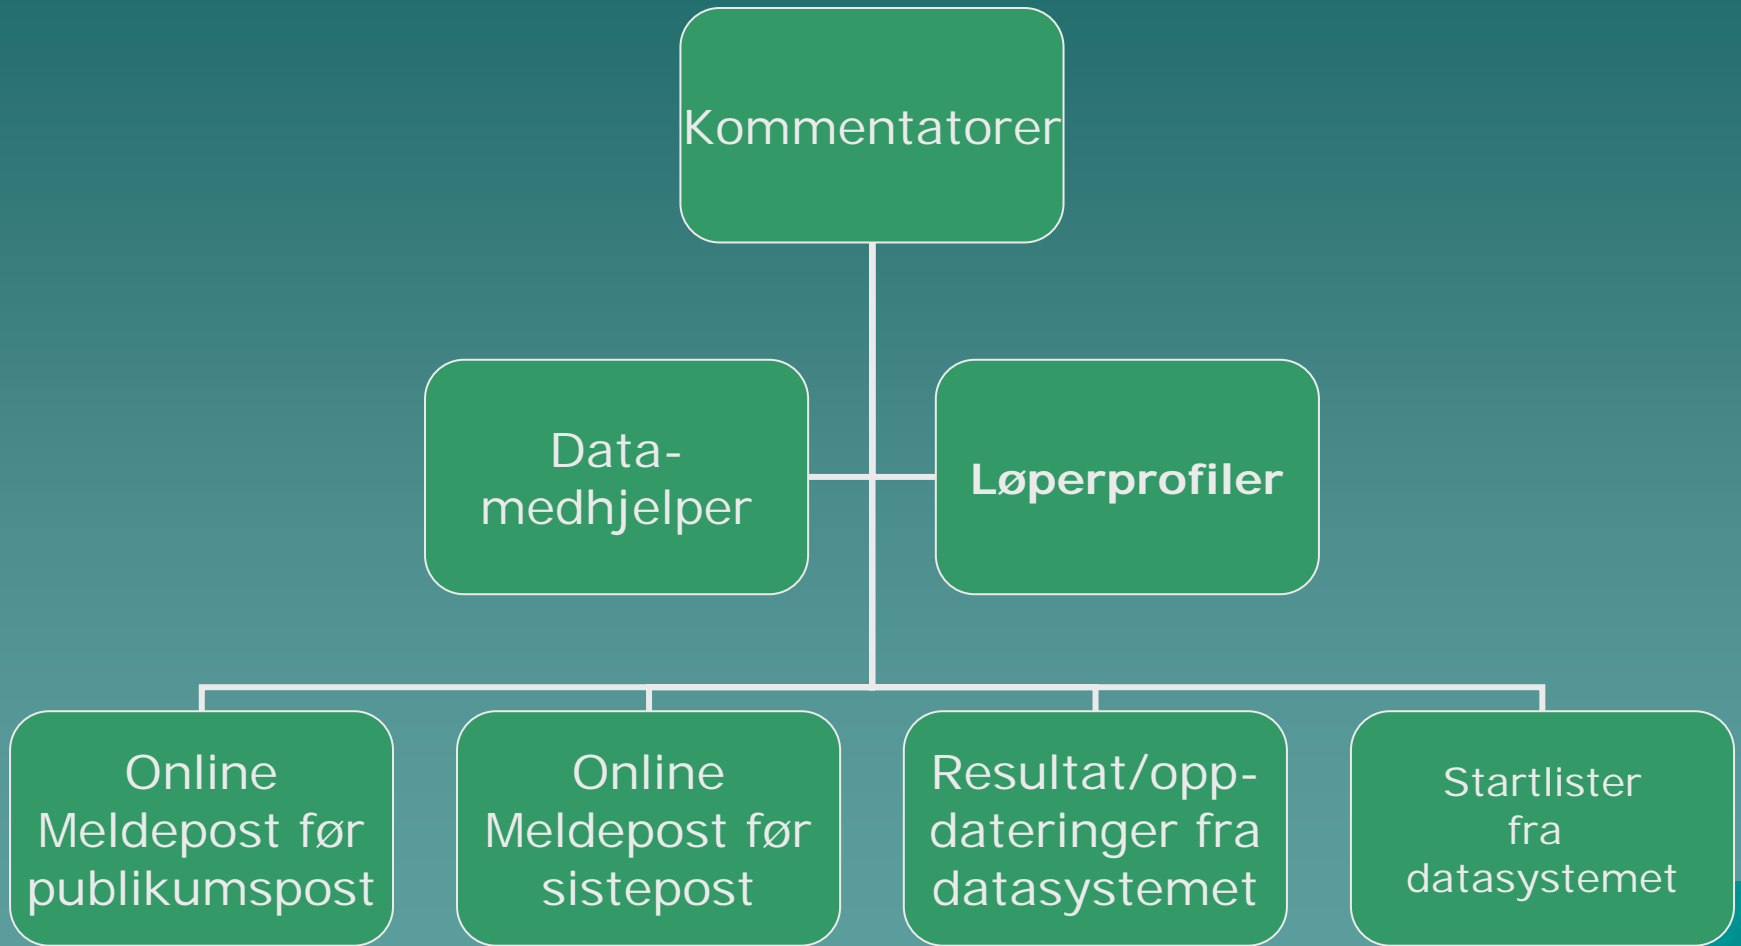 Kommentatorer
Data-
medhjelper
Løperprofiler
Online
Meldepost før
publikumspost
Online
Meldepost før
sistepost
Resultat/opp-
dateringer fra
datasystemet
Startlister
fra
datasystemet